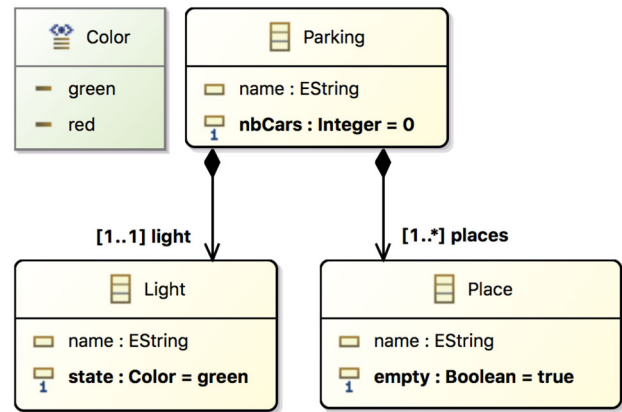 Color
green
red
Parking
name : EString
1
nbCars : Integer = 0
[1..1] light
[1..*] places
Light
name : EString
1
state : Color = green
Place
name : EString
1
empty : Boolean = true